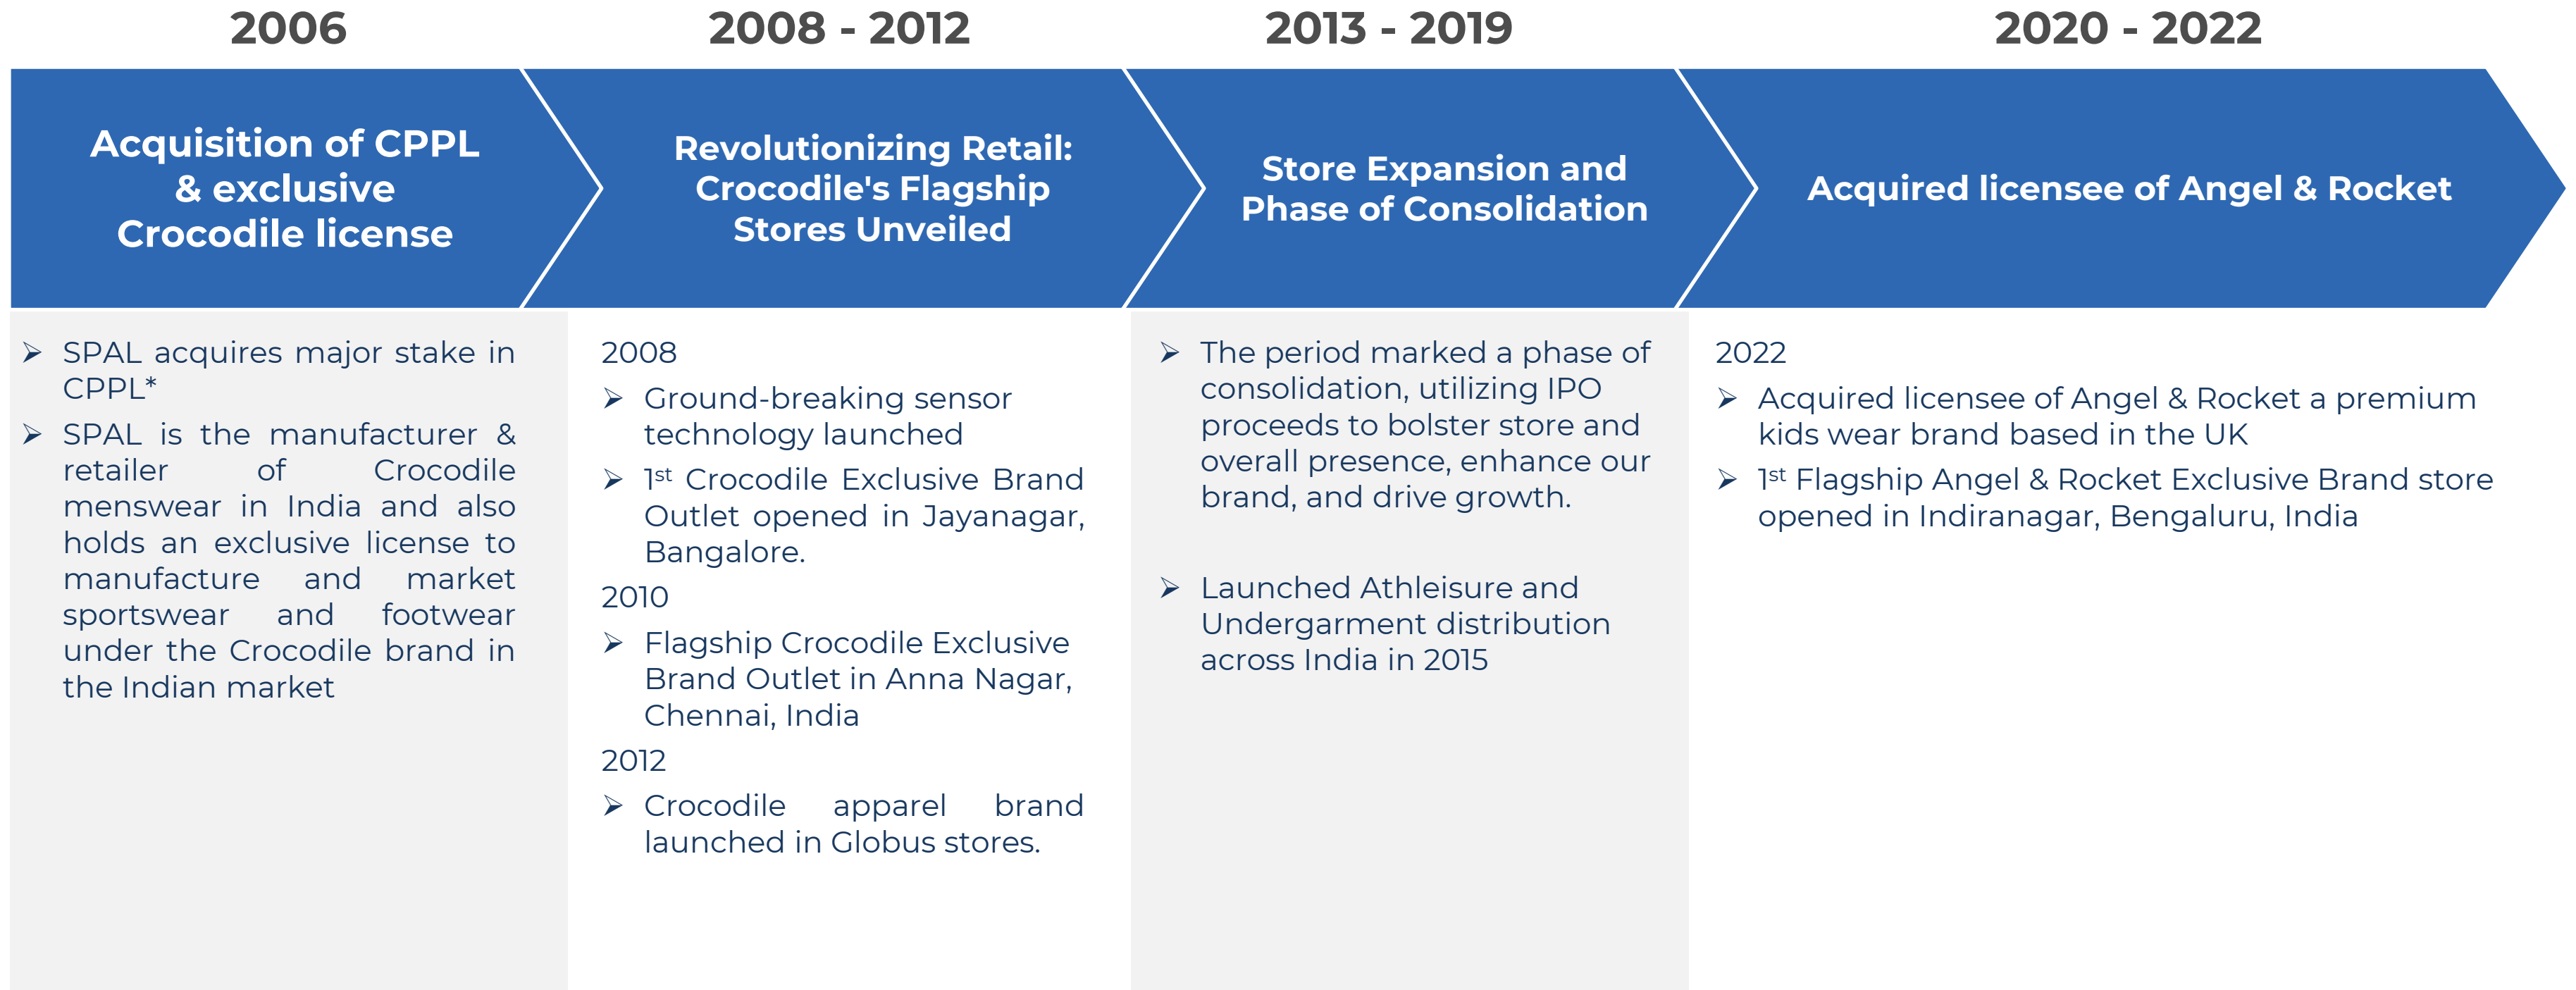 2006
2008 - 2012
2013 - 2019
2020 - 2022
Acquisition of CPPL
& exclusive
Crocodile license
Revolutionizing Retail:
Crocodile's Flagship
Stores Unveiled
Store Expansion and
Phase of Consolidation
Acquired licensee of Angel & Rocket
➢ SPAL acquires major stake in
CPPL*
➢ SPAL is the manufacturer &
retailer of Crocodile
menswear in India and also
holds an exclusive license to
manufacture and market
sportswear and footwear
under the Crocodile brand in
the Indian market
2008
➢ Ground-breaking sensor
technology launched
➢ 1st Crocodile Exclusive Brand
Outlet opened in Jayanagar,
Bangalore.
2010
➢ Flagship Crocodile Exclusive
Brand Outlet in Anna Nagar,
Chennai, India
2012
➢ Crocodile apparel brand
launched in Globus stores.
➢ The period marked a phase of
consolidation, utilizing IPO
proceeds to bolster store and
overall presence, enhance our
brand, and drive growth.
➢ Launched Athleisure and
Undergarment distribution
across India in 2015
2022
➢ Acquired licensee of Angel & Rocket a premium
kids wear brand based in the UK
➢ 1st Flagship Angel & Rocket Exclusive Brand store
opened in Indiranagar, Bengaluru, India